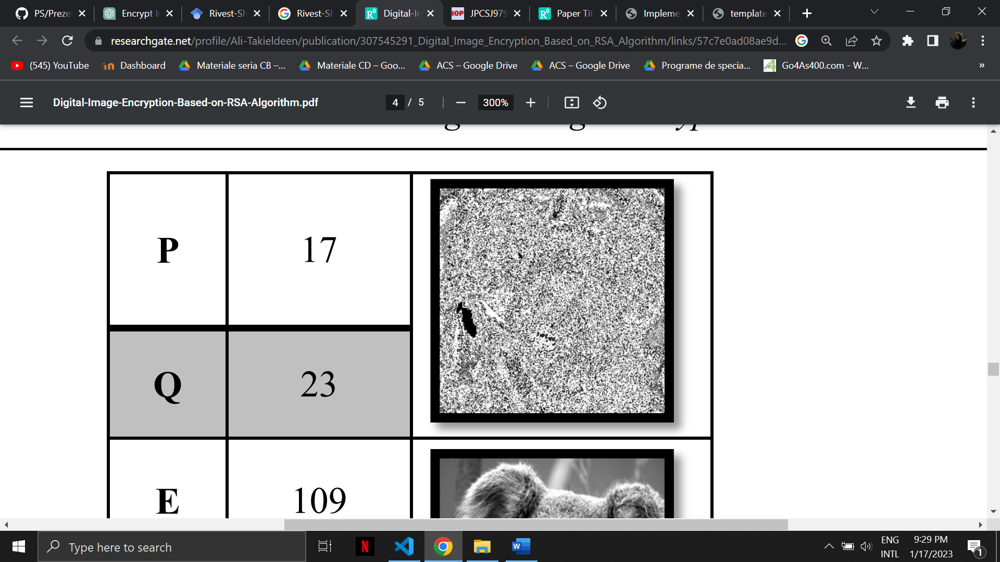 PS/Preze
Encrypt I
Rivest-Sh
Rivest-Sh
Digital-In
IOP JPCSJ979
Paper Tit
Impleme
template
researchgate.net/profile/Ali-Takieldeen/publication/307545291_Digital_Image_Encryption_Based_on_RSA_Algorithm/links/57c7e0ad08ae9d...
(545) YouTube
Dashboard
Materiale seria CB –...
Materiale CD – Goo...
ACS – Google Drive
ACS – Google Drive
Programe de specia...
Go4As400.com - W...
»
Digital-Image-Encryption-Based-on-RSA-Algorithm.pdf
4 / 5
300%
P 17
Q 23
E 109
Type here to search
ENG
INTL
9:29 PM
1/17/2023
1